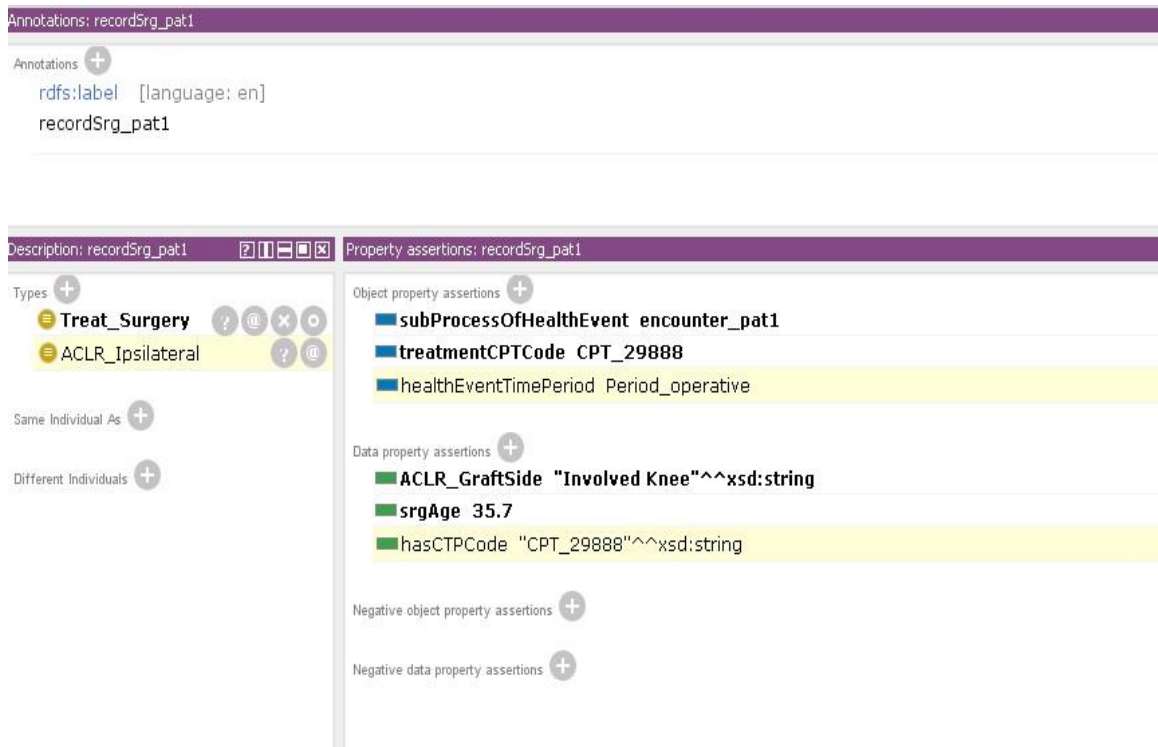 Annotations: recordSrg_pat1
Annotations
rdfs:label [language: en]
recordSrg_pat1
Description: recordSrg_pat1
Types
Treat_Surgery
ACLR_Ipsilateral
Same Individual As
Different Individuals
Property assertions: recordSrg_pat1
Object property assertions
subProcessOfHealthEvent encounter_pat1
treatmentCPTCode CPT_29888
healthEventTimePeriod Period_operative
Data property assertions
ACLR_GraftSide "Involved Knee"^^xsd:string
srgAge 35.7
hasCTPCode "CPT_29888"^^xsd:string
Negative object property assertions
Negative data property assertions